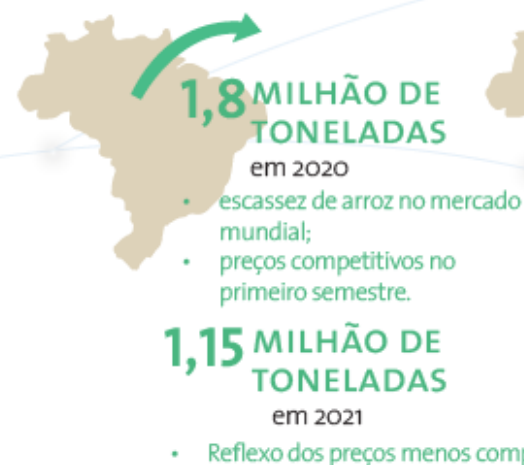 1,8 MILHÃO DE
TONELADAS
em 2020
• escassez de arroz no mercado
mundial;
• preços competitivos no
primeiro semestre.
1,15 MILHÃO DE
TONELADAS
em 2021
• Reflexo dos preços menos